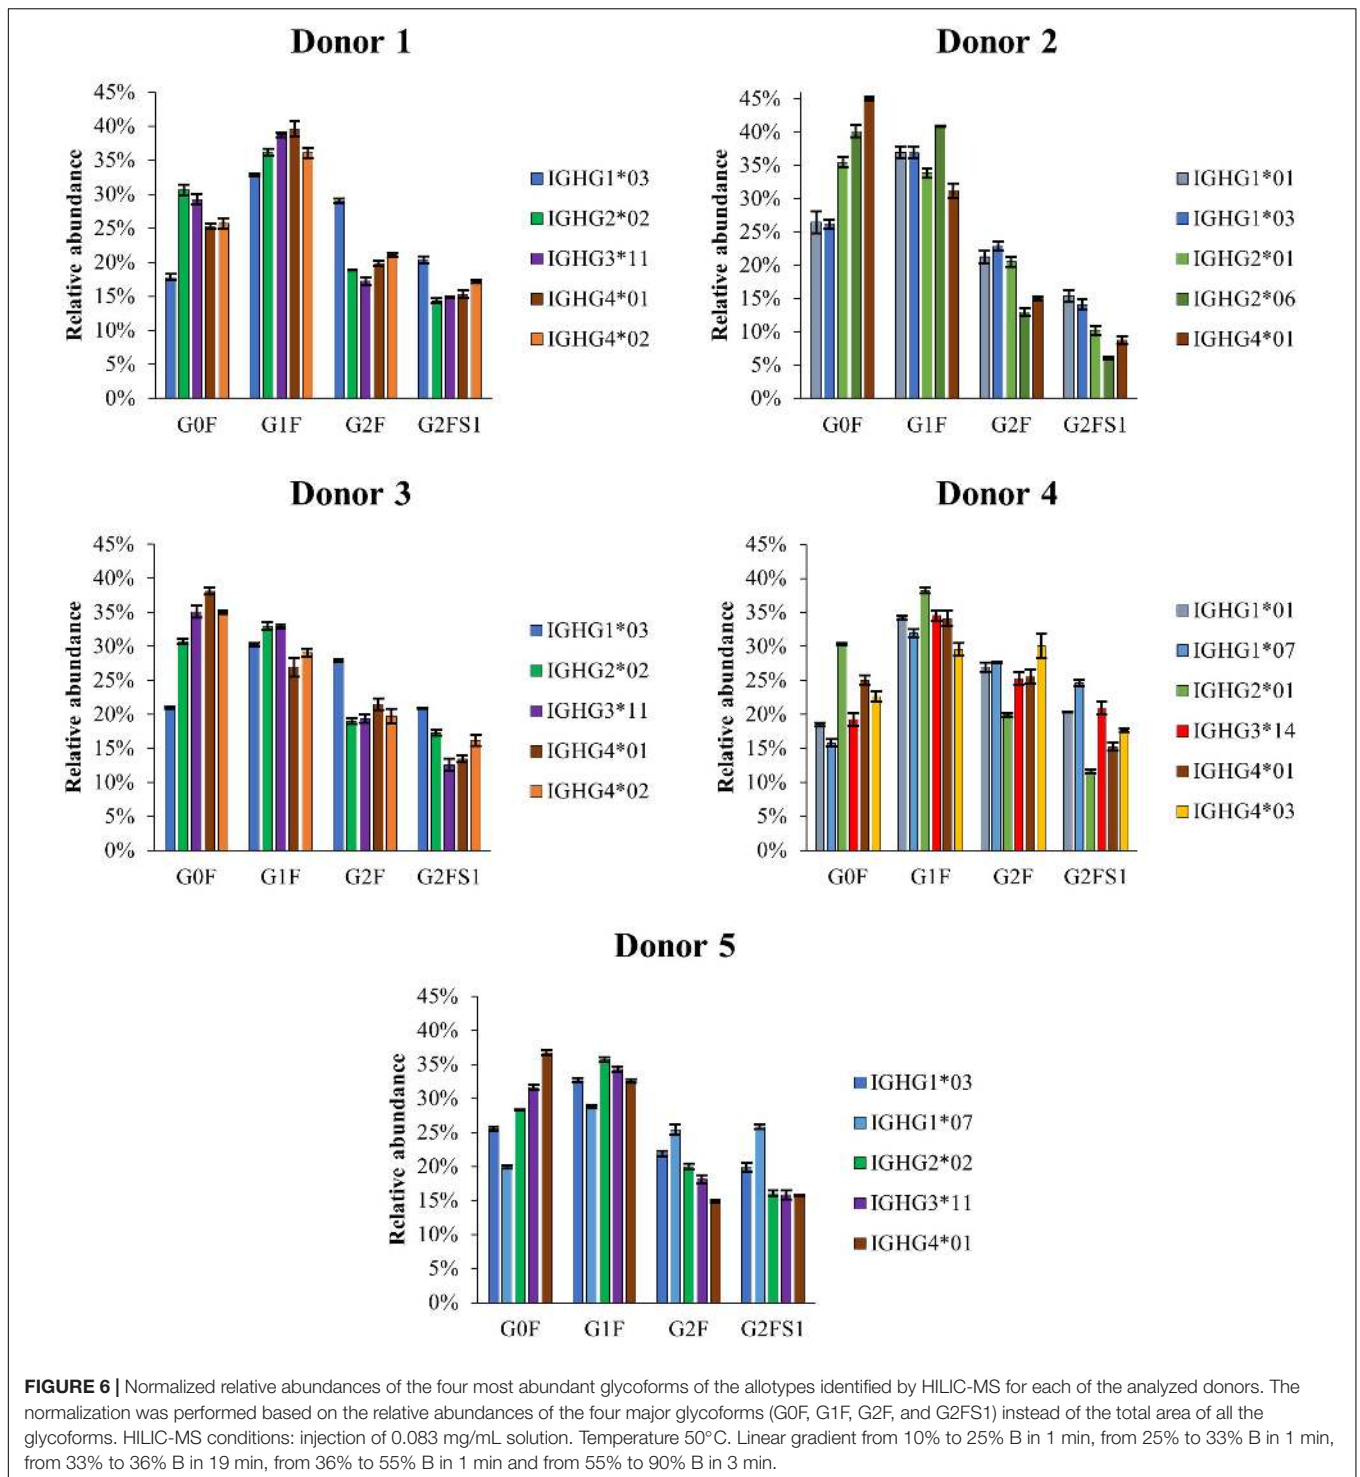 Donor 1
45%
40%
35%
30%
25%
20%
15%
10%
5%
0%
Relative abundance
G0F G1F G2F G2FS1
IGHG1*03
IGHG2*02
IGHG3*11
IGHG4*01
IGHG4*02
Donor 2
45%
40%
35%
30%
25%
20%
15%
10%
5%
0%
Relative abundance
G0F G1F G2F G2FS1
IGHG1*01
IGHG1*03
IGHG2*01
IGHG2*06
IGHG4*01
Donor 3
45%
40%
35%
30%
25%
20%
15%
10%
5%
0%
Relative abundance
G0F G1F G2F G2FS1
IGHG1*03
IGHG2*02
IGHG3*11
IGHG4*01
IGHG4*02
Donor 4
45%
40%
35%
30%
25%
20%
15%
10%
5%
0%
Relative abundance
G0F G1F G2F G2FS1
IGHG1*01
IGHG1*07
IGHG2*01
IGHG3*14
IGHG4*01
IGHG4*03
Donor 5
45%
40%
35%
30%
25%
20%
15%
10%
5%
0%
Relative abundance
G0F G1F G2F G2FS1
IGHG1*03
IGHG1*07
IGHG2*02
IGHG3*11
IGHG4*01
FIGURE 6 | Normalized relative abundances of the four most abundant glycoforms of the allotypes identified by HILIC-MS for each of the analyzed donors. The
normalization was performed based on the relative abundances of the four major glycoforms (G0F, G1F, G2F, and G2FS1) instead of the total area of all the
glycoforms. HILIC-MS conditions: injection of 0.083 mg/mL solution. Temperature 50°C. Linear gradient from 10% to 25% B in 1 min, from 25% to 33% B in 1 min,
from 33% to 36% B in 19 min, from 36% to 55% B in 1 min and from 55% to 90% B in 3 min.